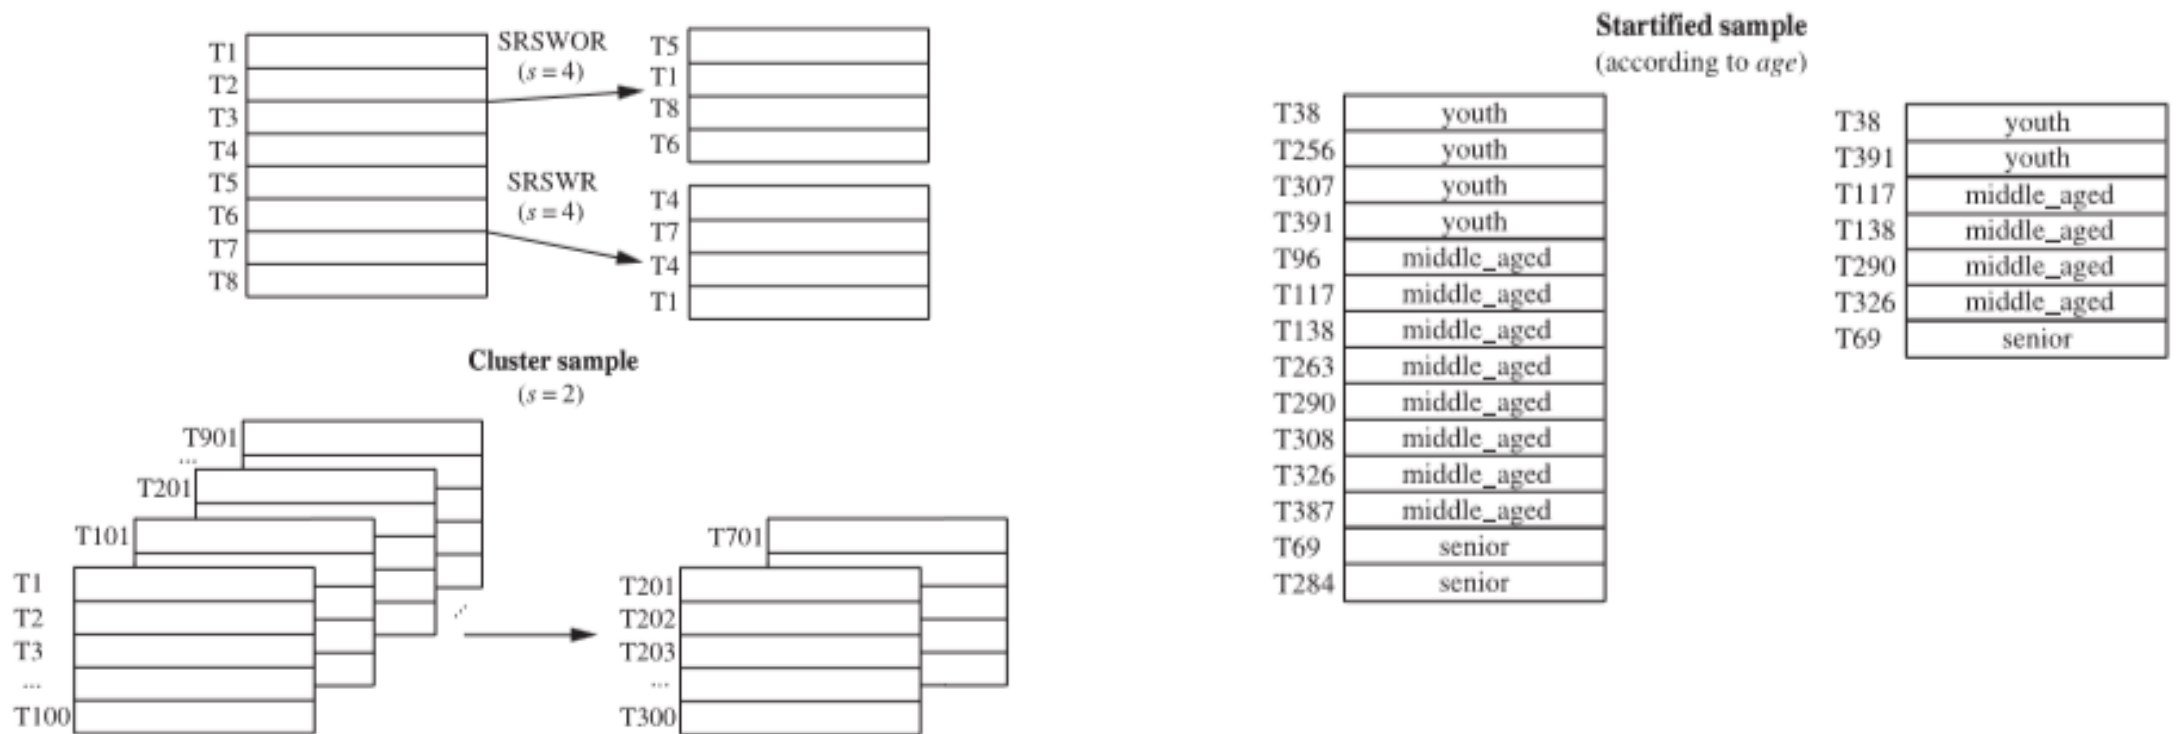 T1
T2
T3
T4
T5
T6
T7
T8
SRSWOR
(s = 4)
SRSWR
(s = 4)
T5
T1
T8
T6
T4
T7
T4
T1
Cluster sample
(s = 2)
T901
...
T201
T101
T1
T2
T3
...
T100
T701
T201
T202
T203
...
T300
Startified sample
(according to age)
T38 youth
T256 youth
T307 youth
T391 youth
T96 middle_aged
T117 middle_aged
T138 middle_aged
T263 middle_aged
T290 middle_aged
T308 middle_aged
T326 middle_aged
T387 middle_aged
T69 senior
T284 senior
T38 youth
T391 youth
T117 middle_aged
T138 middle_aged
T290 middle_aged
T326 middle_aged
T69 senior